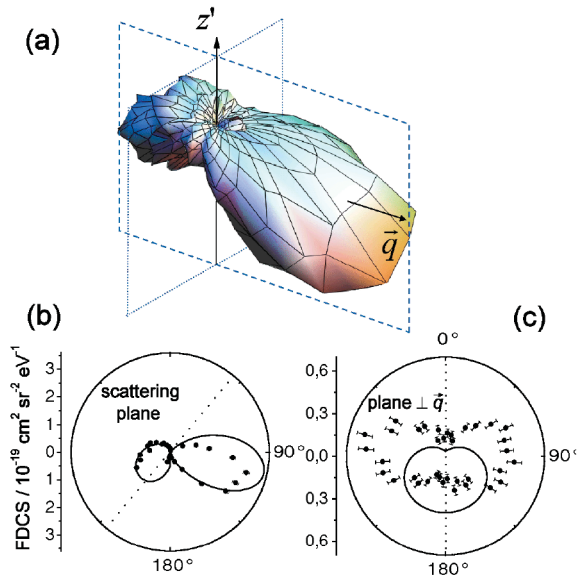 (a)
z'
q⃗
(b)
(c)
FDCS / 10⁻¹⁹ cm² sr⁻² eV⁻¹
3
2
1
0
1
2
3
scattering
plane
90°
180°
0°
0,6
0,3
0,0
0,3
0,6
plane ⊥ q⃗
90°
180°